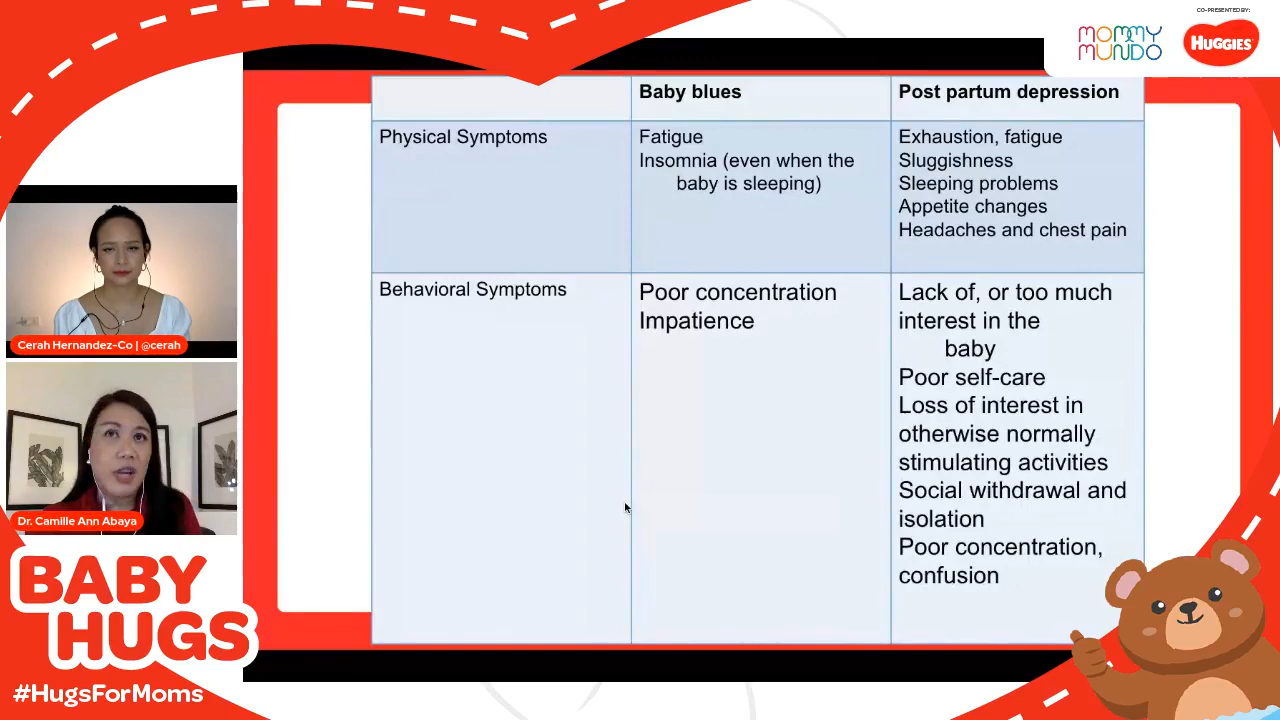 CO-PRESENTED BY:
MOMMY
MUNDO
HUGGIES
Baby blues
Post partum depression
Physical Symptoms
Fatigue
Insomnia (even when the
baby is sleeping)
Exhaustion, fatigue
Sluggishness
Sleeping problems
Appetite changes
Headaches and chest pain
Behavioral Symptoms
Poor concentration
Impatience
Lack of, or too much
interest in the
baby
Poor self-care
Loss of interest in
otherwise normally
stimulating activities
Social withdrawal and
isolation
Poor concentration,
confusion
Cerah Hernandez-Co | @cerah
Dr. Camille Ann Abaya
BABY
HUGS
#HugsForMoms